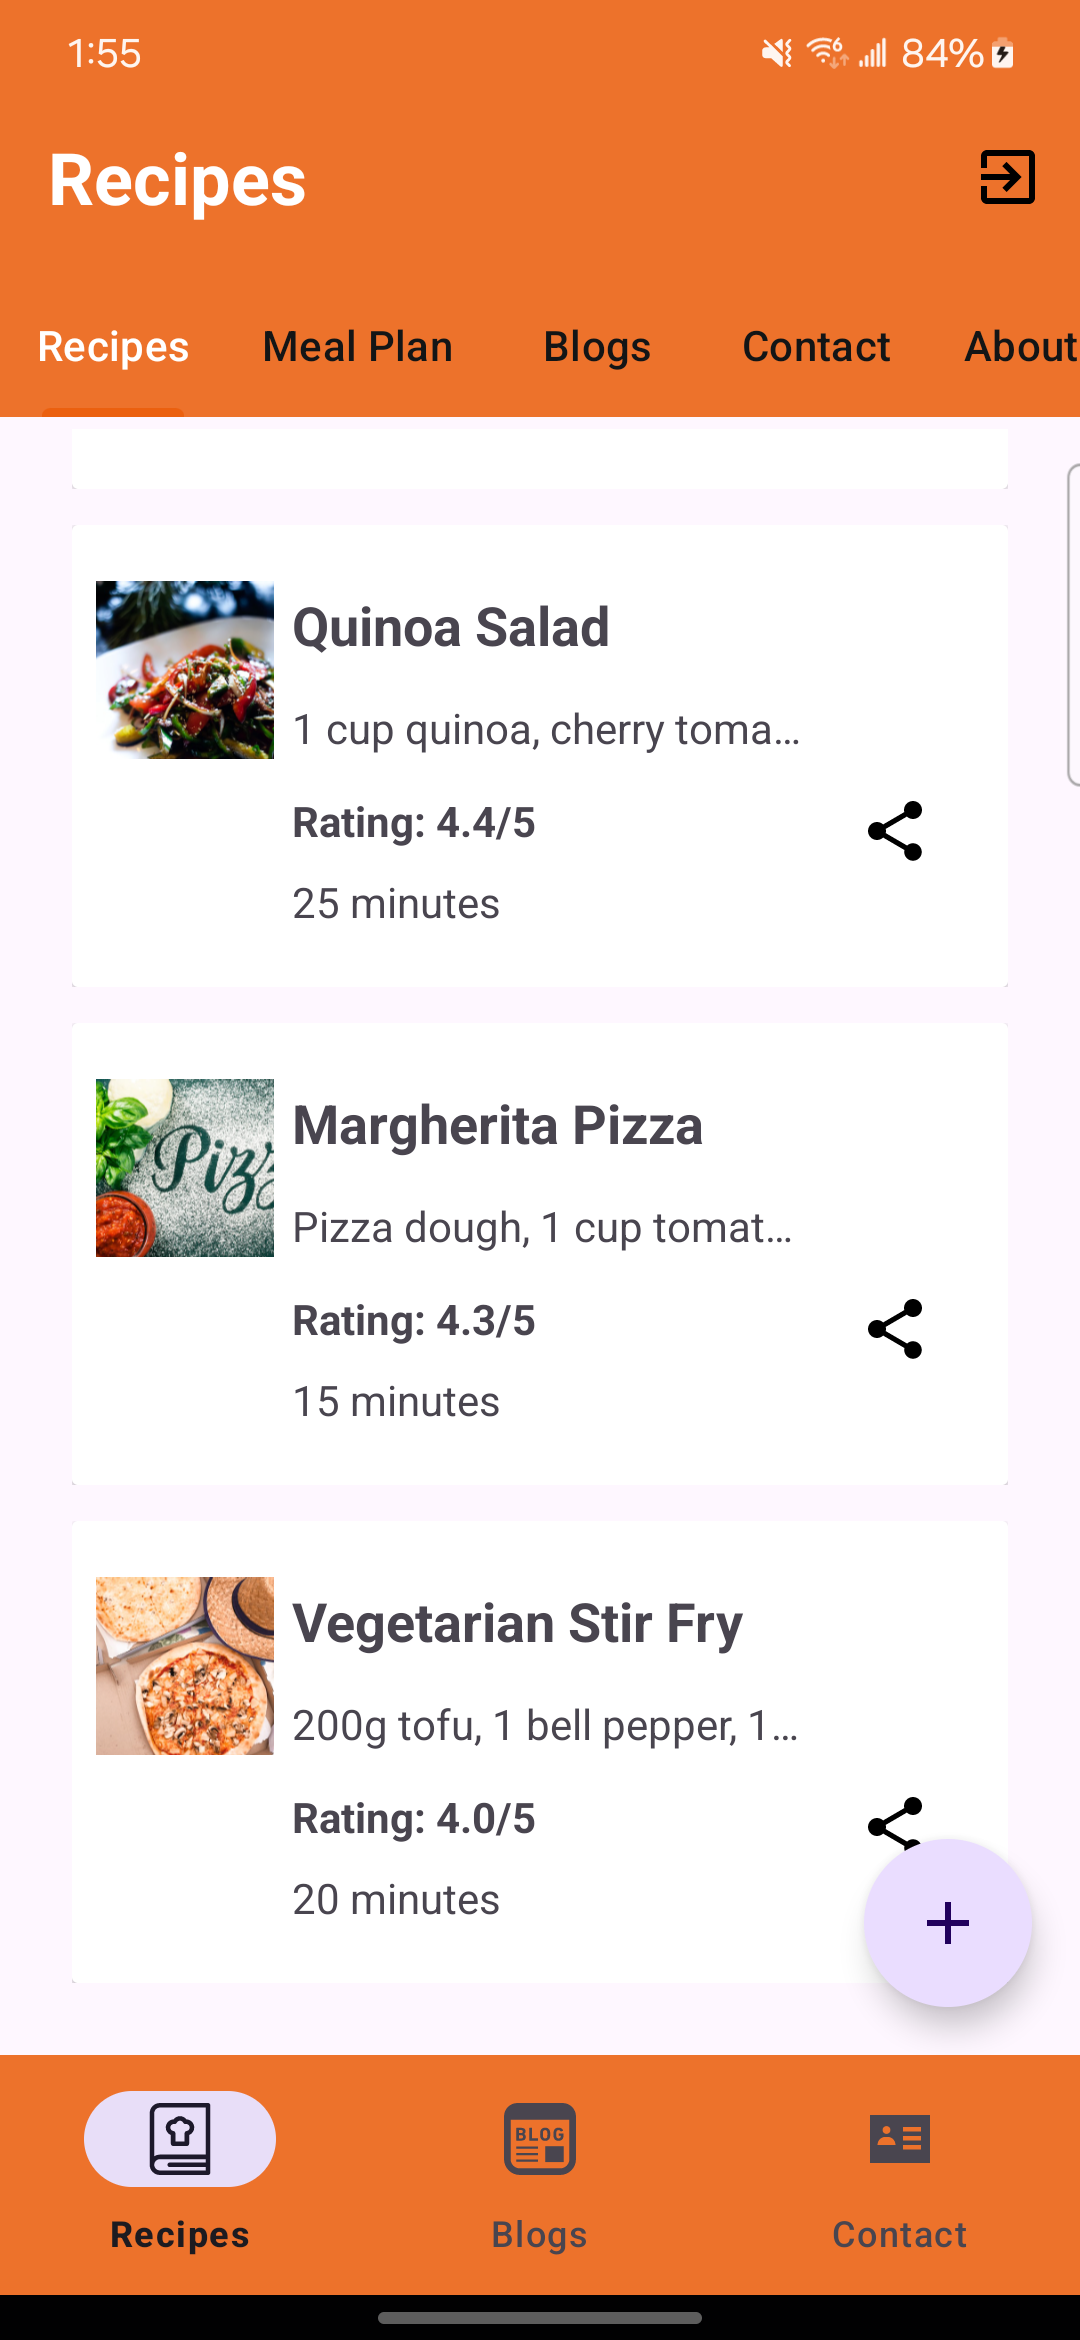 1:55
84%
Recipes
Recipes Meal Plan Blogs Contact About
Quinoa Salad
1 cup quinoa, cherry toma...
Rating: 4.4/5
25 minutes
Pizz
Margherita Pizza
Pizza dough, 1 cup tomat...
Rating: 4.3/5
15 minutes
Vegetarian Stir Fry
200g tofu, 1 bell pepper, 1...
Rating: 4.0/5
20 minutes
BLOG
Recipes Blogs Contact